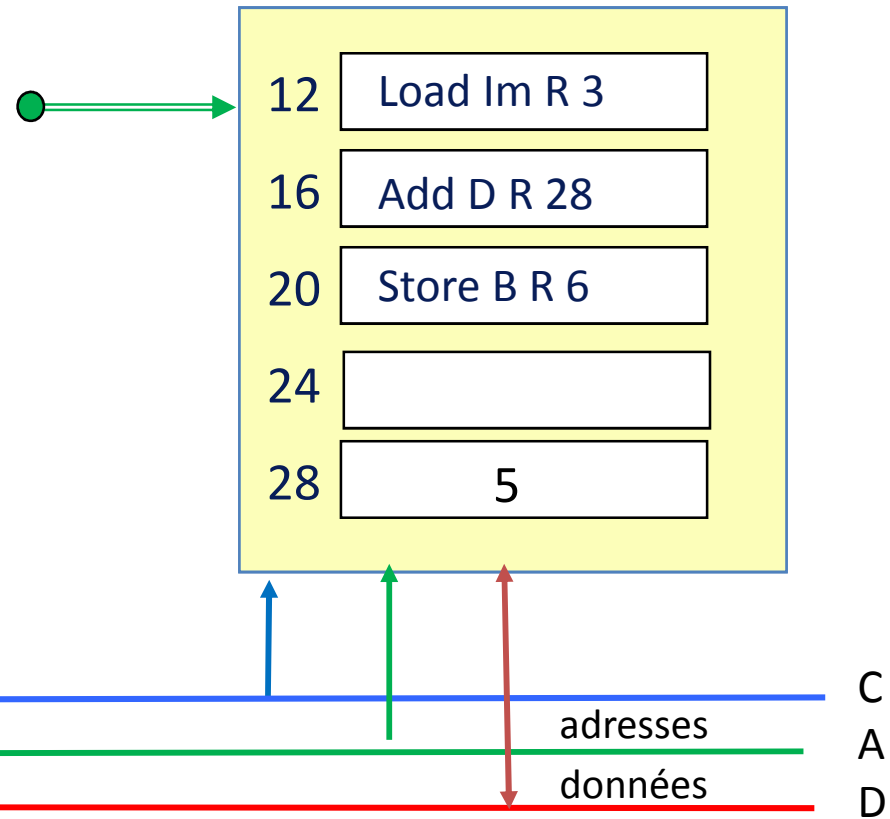 12 Load Im R 3
16 Add D R 28
20 Store B R 6
24
28 5
C
adresses
A
données
D